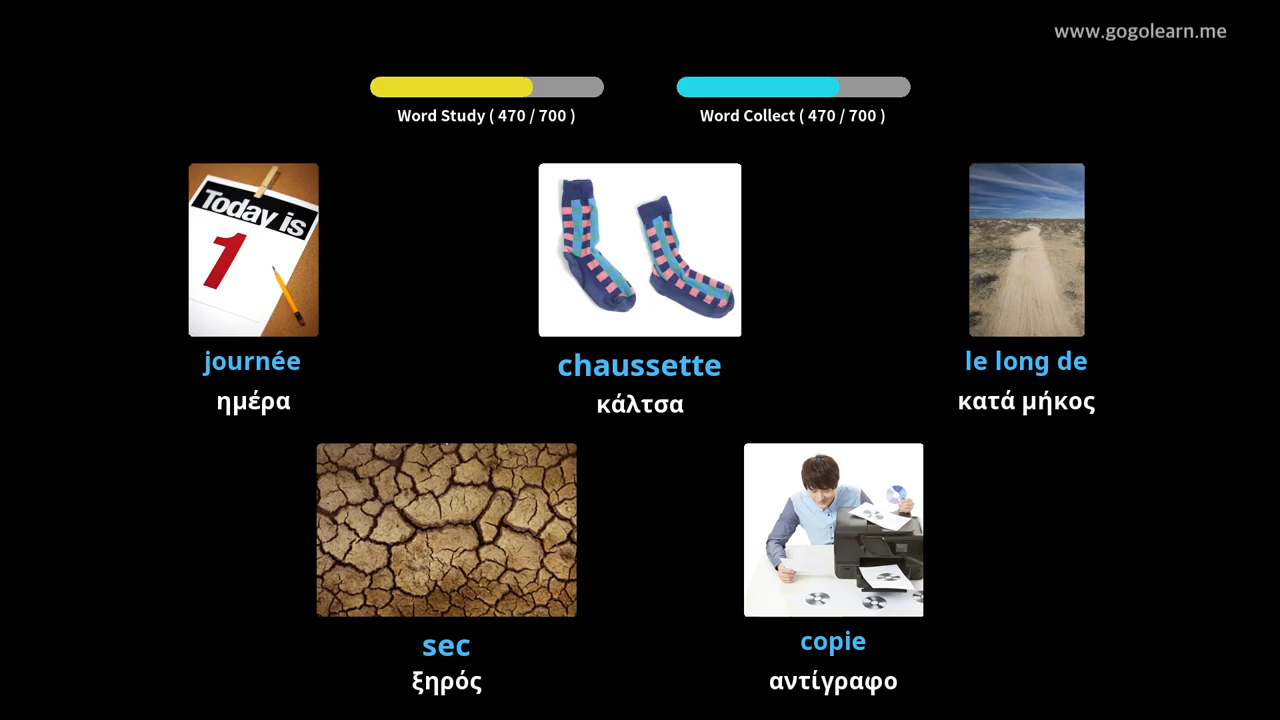 www.gogolearn.me
Word Study ( 470 / 700 )
Word Collect ( 470 / 700 )
Today is
1
journée
ημέρα
chaussette
κάλτσα
le long de
κατά μήκος
sec
ξηρός
copie
αντίγραφο